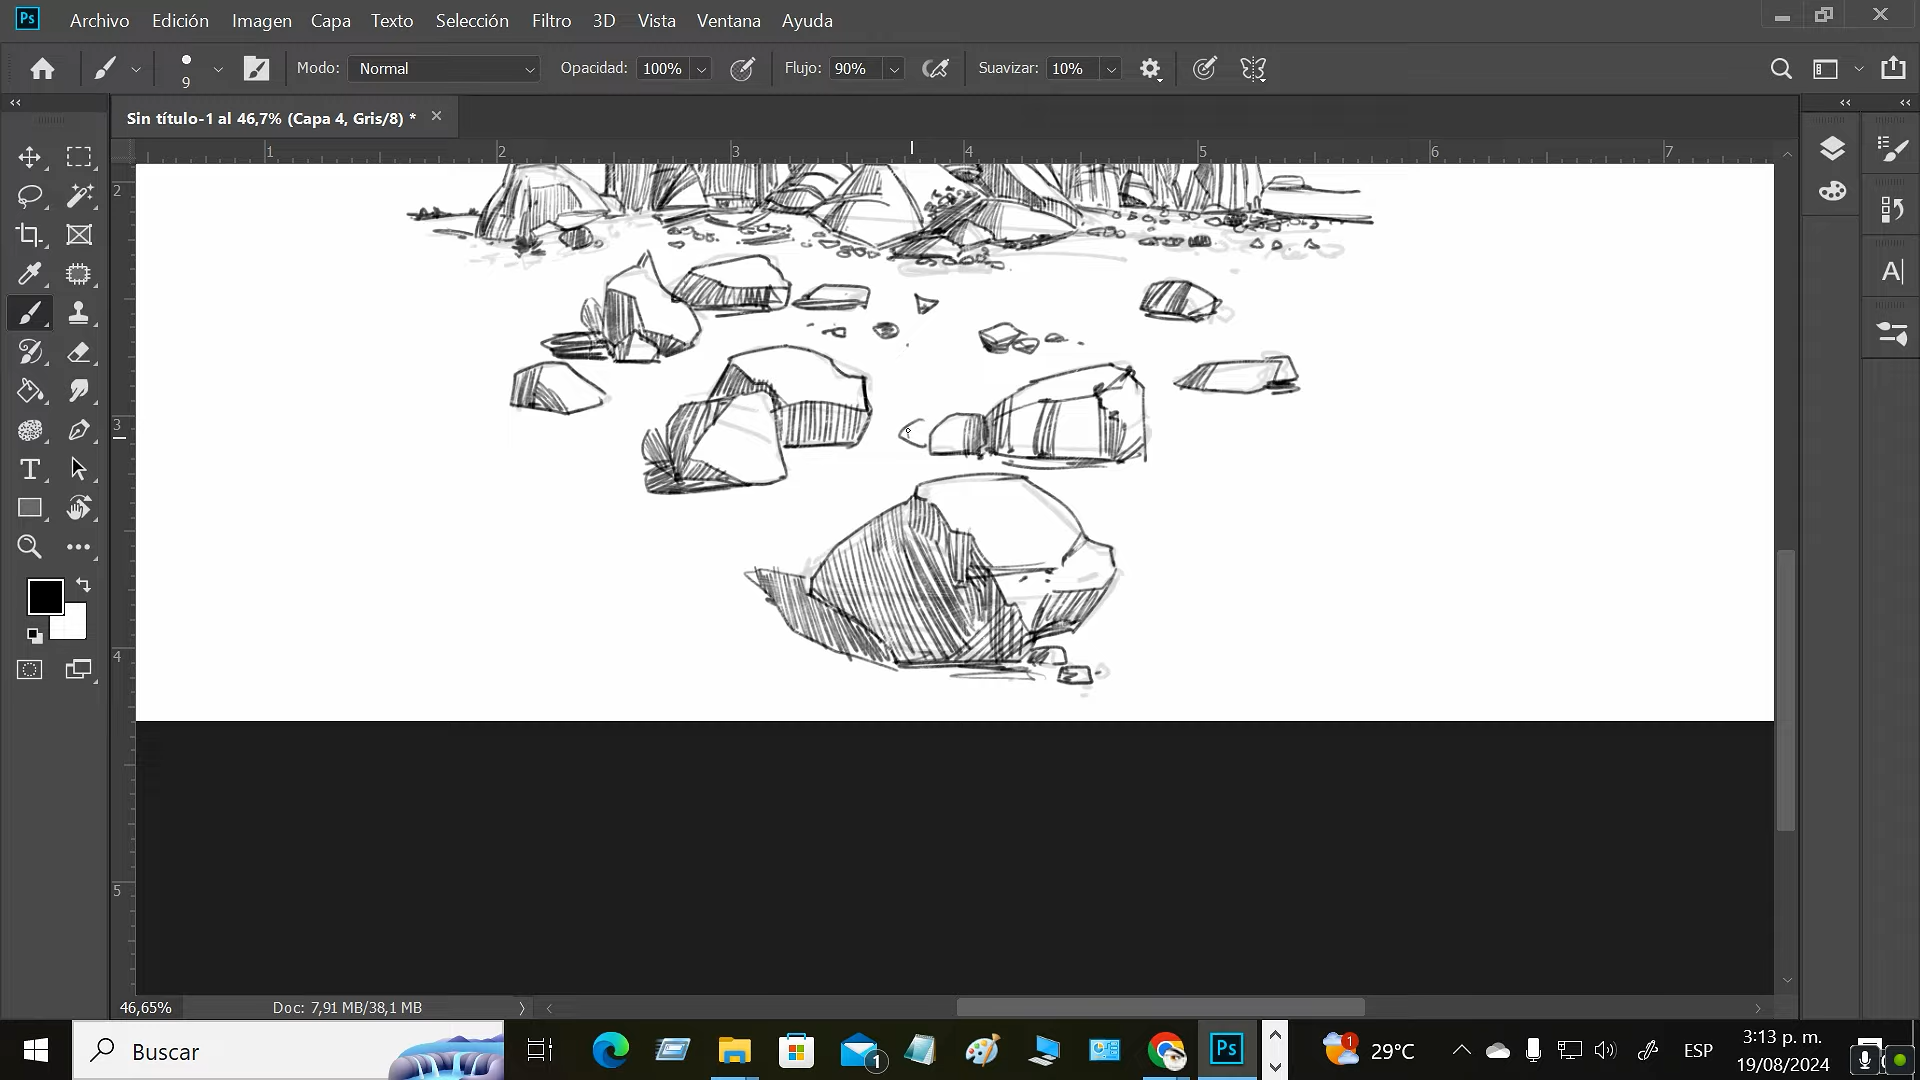 Ps Archivo Edición Imagen Capa Texto Selección Filtro 3D Vista Ventana Ayuda
9 Modo: Normal Opacidad: 100% Flujo: 90% Suavizar: 10%
Sin título-1 al 46,7% (Capa 4, Gris/8) *
1 2 3 4 5 6 7
2
3
4
5
A
T
46,65% Doc: 7,91 MB/38,1 MB
Buscar 1 Ps 1 29°C ESP 3:13 p. m.
19/08/2024